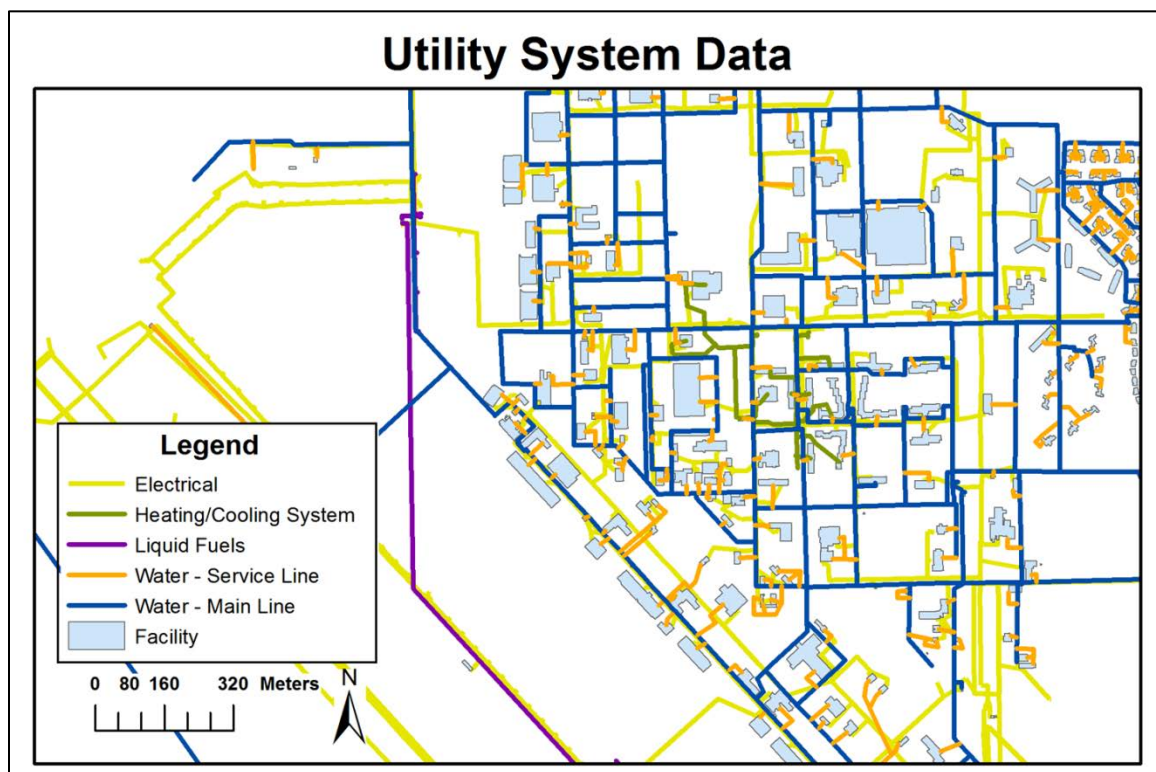 Utility System Data
Legend
Electrical
Heating/Cooling System
Liquid Fuels
Water - Service Line
Water - Main Line
Facility
0 80 160 320 Meters
N